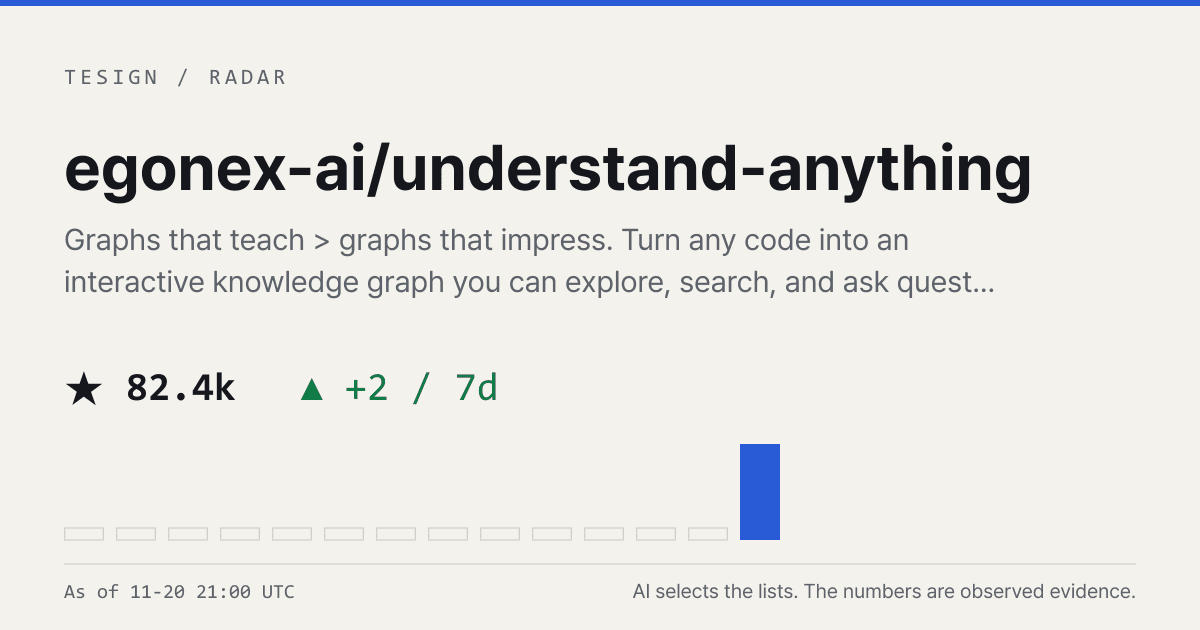 TESIGN / RADAR
egonex-ai/understand-anything
Graphs that teach > graphs that impress. Turn any code into an
interactive knowledge graph you can explore, search, and ask quest...
★ 82.4k ▲ +2 / 7d
As of 11-20 21:00 UTC
AI selects the lists. The numbers are observed evidence.